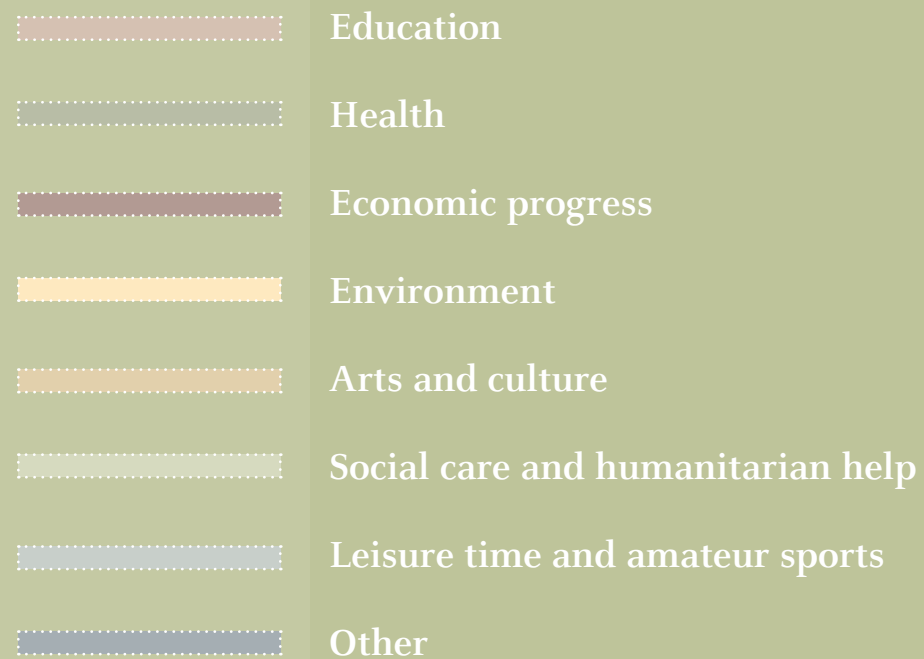 Education
Health
Economic progress
Environment
Arts and culture
Social care and humanitarian help
Leisure time and amateur sports
Other